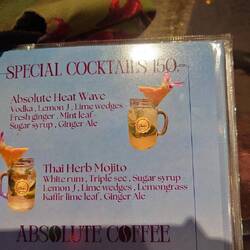 SPECIAL COCKTAILS 150.-
Absolute Heat Wave
Vodka , Lemon J , Lime wedges
Fresh ginger , Mint leaf
Sugar syrup , Ginger Ale
Thai Herb Mojito
White rum , Triple sec , Sugar syrup
Lemon J , Lime wedges , Lemongrass
Kaffir lime leaf , Ginger Ale
ABSOLUTE COFFEE